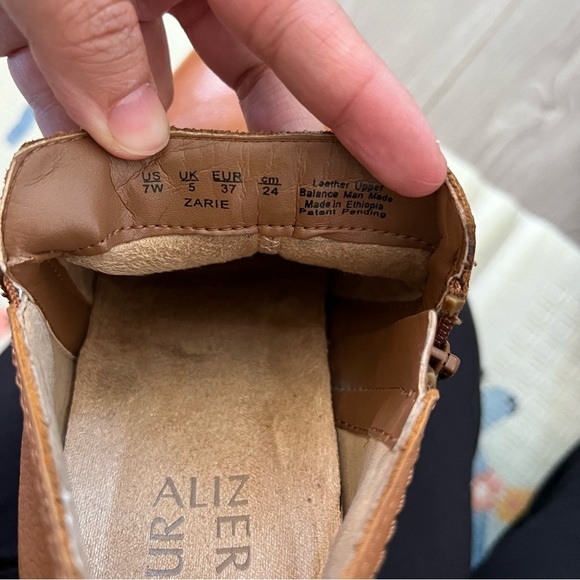 US UK EUR cm
7W 5 37 24
ZARIE
Leather Upper
Balance Man Made
Made in Ethiopia
Patent Pending
ALIZ
UR ER